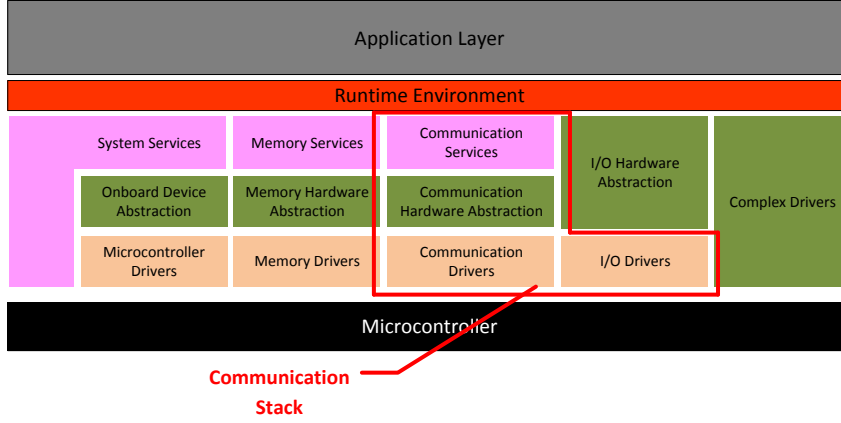 Application Layer
Runtime Environment
System Services
Memory Services
Communication
Services
I/O Hardware
Abstraction
Complex Drivers
Onboard Device
Abstraction
Memory Hardware
Abstraction
Communication
Hardware Abstraction
Microcontroller
Drivers
Memory Drivers
Communication
Drivers
I/O Drivers
Microcontroller
Communication
Stack